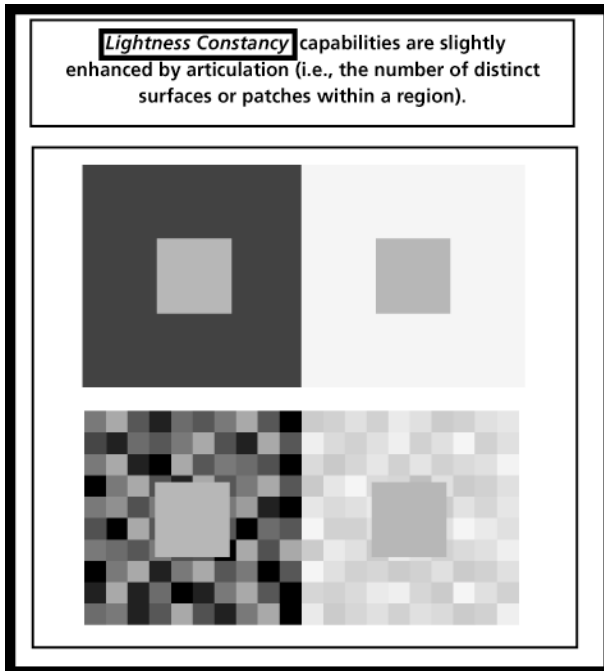 Lightness Constancy capabilities are slightly
enhanced by articulation (i.e., the number of distinct
surfaces or patches within a region).